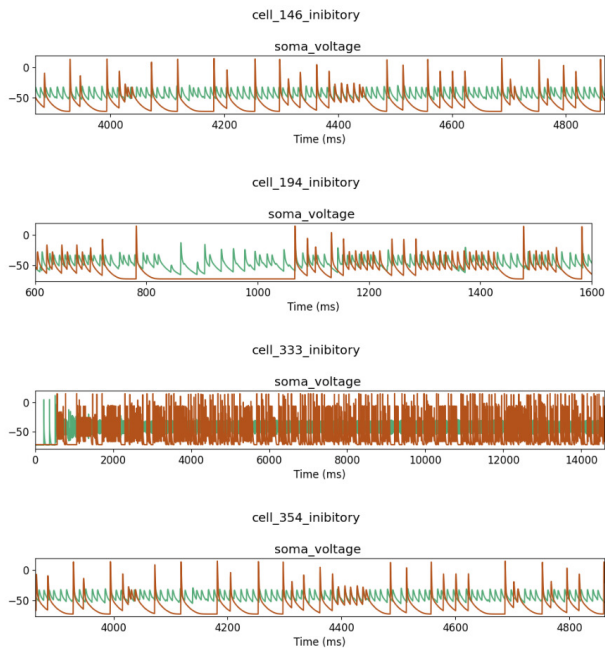 cell_146_inibitory
soma_voltage
0
−50
4000 4200 4400 4600 4800
Time (ms)
cell_194_inibitory
soma_voltage
0
−50
600 800 1000 1200 1400 1600
Time (ms)
cell_333_inibitory
soma_voltage
0
−50
0 2000 4000 6000 8000 10000 12000 14000
Time (ms)
cell_354_inibitory
soma_voltage
0
−50
4000 4200 4400 4600 4800
Time (ms)